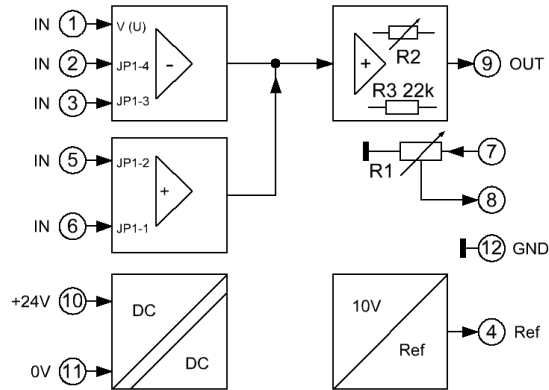 IN 1 V (U)
IN 2 JP1-4 -
IN 3 JP1-3
+ R2
R3 22k
9 OUT
IN 5 JP1-2
IN 6 JP1-1
+
R1
7
8
12 GND
+24V 10
0V 11
DC
DC
10V
Ref
4 Ref